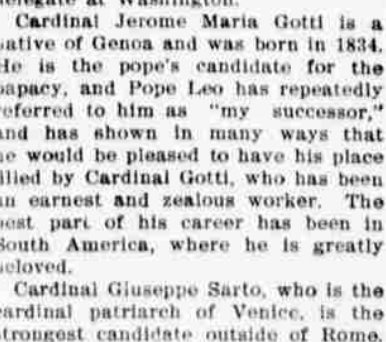 delegate at Washington.
Cardinal Jerome Maria Gotti is a
native of Genoa and was born in 1834.
He is the pope's candidate for the
papacy, and Pope Leo has repeatedly
referred to him as "my successor,"
and has shown in many ways that
he would be pleased to have his place
filled by Cardinal Gotti, who has been
an earnest and zealous worker. The
best part of his career has been in
South America, where he is greatly
beloved.
Cardinal Giuseppe Sarto, who is the
cardinal patriarch of Venice, is the
strongest candidate outside of Rome.